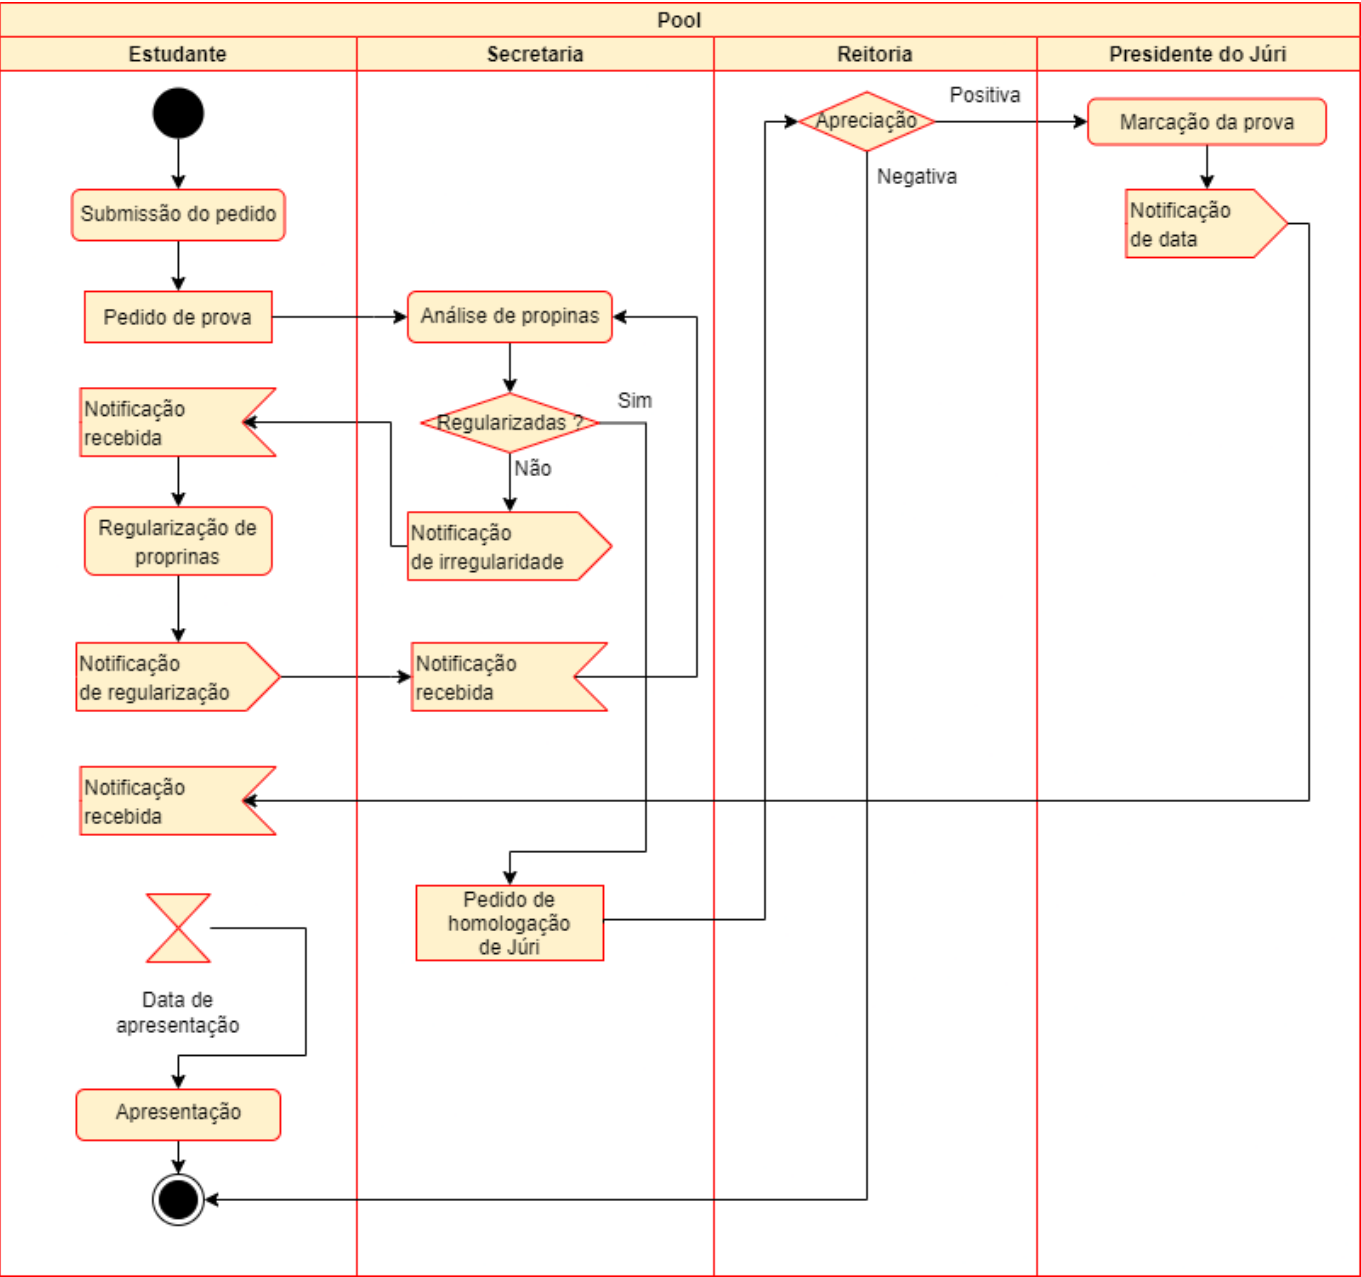 Pool
Estudante
Secretaria
Reitoria
Presidente do Júri
Submissão do pedido
Pedido de prova
Notificação
recebida
Regularização de
proprinas
Notificação
de regularização
Notificação
recebida
Data de
apresentação
Apresentação
Análise de propinas
Regularizadas ?
Sim
Não
Notificação
de irregularidade
Notificação
recebida
Pedido de
homologação
de Júri
Apreciação
Positiva
Negativa
Marcação da prova
Notificação
de data